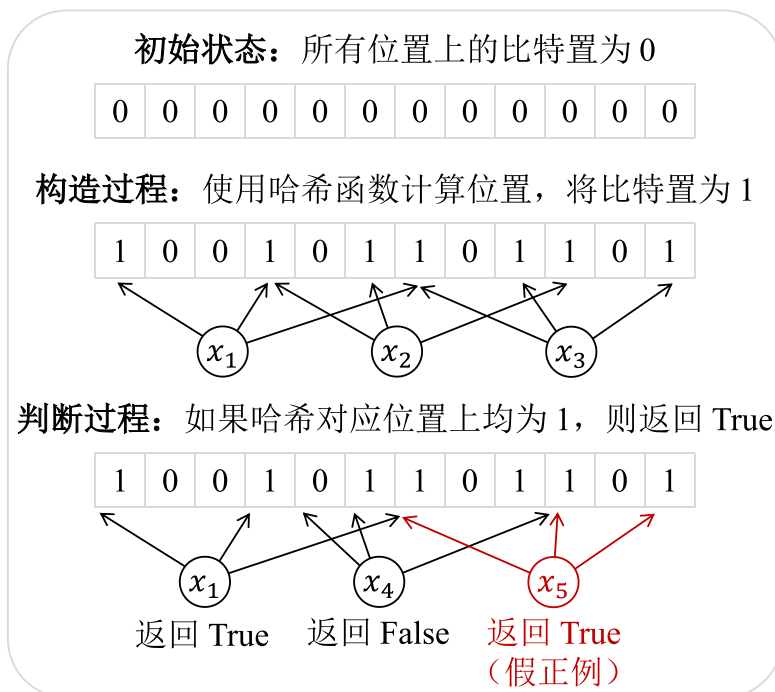 初始状态：所有位置上的比特置为 0
0 0 0 0 0 0 0 0 0 0 0 0
构造过程：使用哈希函数计算位置，将比特置为 1
1 0 0 1 0 1 1 0 1 1 0 1
x₁ x₂ x₃
判断过程：如果哈希对应位置上均为 1，则返回 True
1 0 0 1 0 1 1 0 1 1 0 1
x₁ x₄ x₅
返回 True 返回 False 返回 True
（假正例）